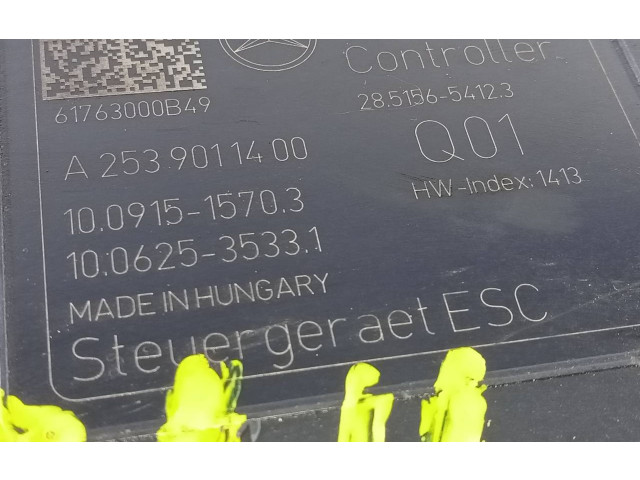 Controller
61763000B49
28.5156-5412.3
A 253 901 14 00
Q01
HW-Index: 1413
10.0915-1570.3
10.0625-3533.1
MADE IN HUNGARY
Steuergeraet ESC